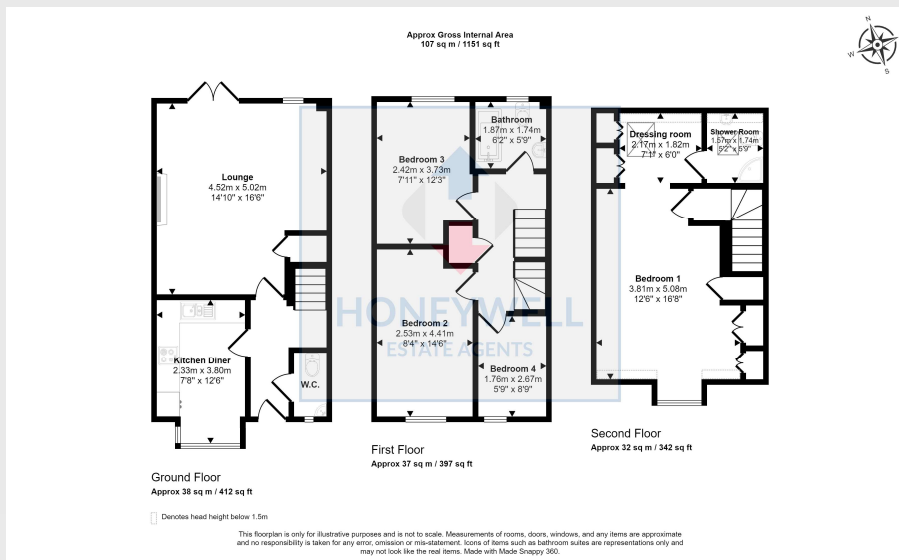 Approx Gross Internal Area
107 sq m / 1151 sq ft
N
W
S
Lounge
4.52m x 5.02m
14'10" x 16'6"
Kitchen Diner
2.33m x 3.80m
7'8" x 12'6"
W.C.
Ground Floor
Approx 38 sq m / 412 sq ft
Bedroom 3
2.42m x 3.73m
7'11" x 12'3"
Bathroom
1.87m x 1.74m
6'2" x 5'9"
Bedroom 2
2.53m x 4.41m
8'4" x 14'6"
Bedroom 4
1.76m x 2.67m
5'9" x 8'9"
First Floor
Approx 37 sq m / 397 sq ft
Dressing room
2.17m x 1.82m
7'1" x 6'0"
Shower Room
1.57m x 1.74m
5'2" x 5'9"
Bedroom 1
3.81m x 5.08m
12'6" x 16'8"
Second Floor
Approx 32 sq m / 342 sq ft
HONEYWELL
ESTATE AGENTS
Denotes head height below 1.5m
This floorplan is only for illustrative purposes and is not to scale. Measurements of rooms, doors, windows, and any items are approximate
and no responsibility is taken for any error, omission or mis-statement. Icons of items such as bathroom suites are representations only and
may not look like the real items. Made with Made Snappy 360.